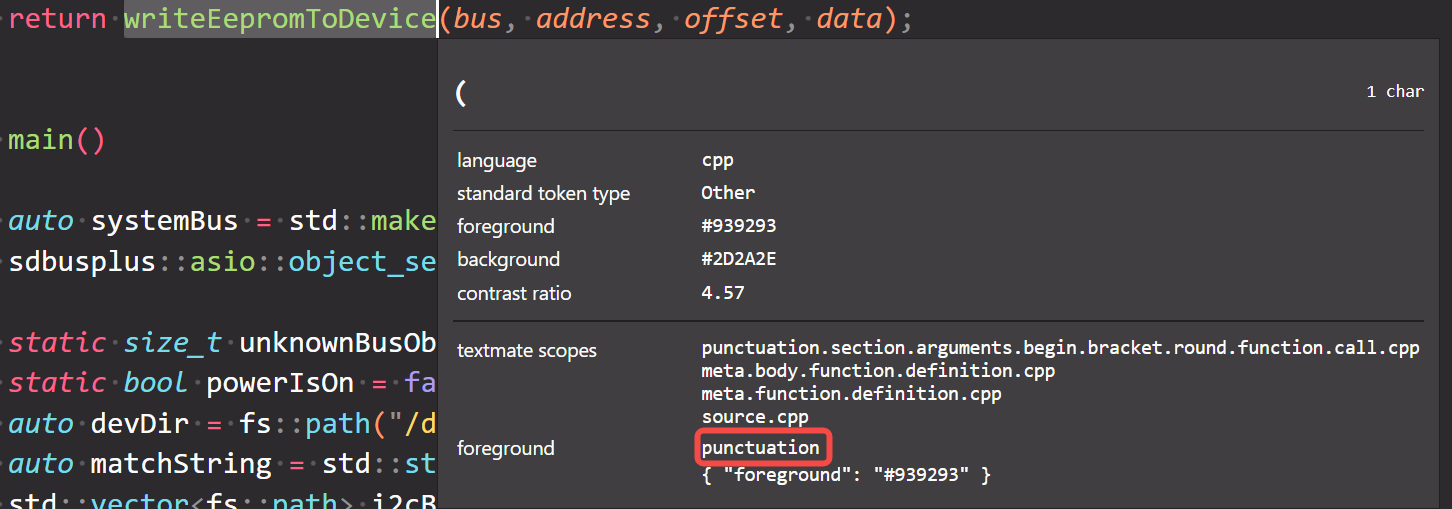 return writeEepromToDevice(bus, address, offset, data);
(
1 char
main()
language cpp
standard token type Other
auto systemBus = std::make
foreground #939293
sdbusplus::asio::object_se
background #2D2A2E
contrast ratio 4.57
static size_t unknownBusOb
textmate scopes punctuation.section.arguments.begin.bracket.round.function.call.cpp
meta.body.function.definition.cpp
static bool powerIsOn = fa
meta.function.definition.cpp
source.cpp
auto devDir = fs::path("/d
foreground punctuation
auto matchString = std::st
{ "foreground": "#939293" }
std::vector<fs::path> i2cB